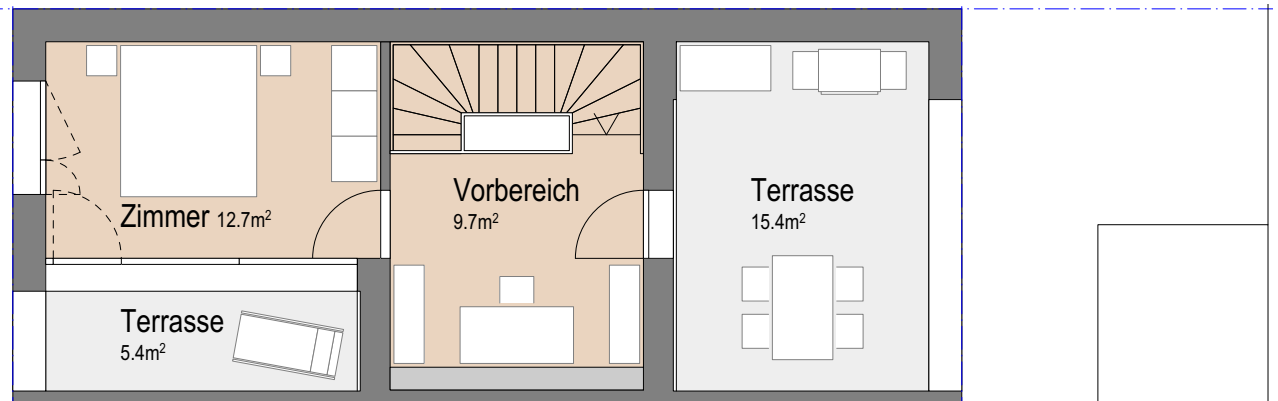 Zimmer 12.7m²
Vorbereich
9.7m²
Terrasse
15.4m²
Terrasse
5.4m²